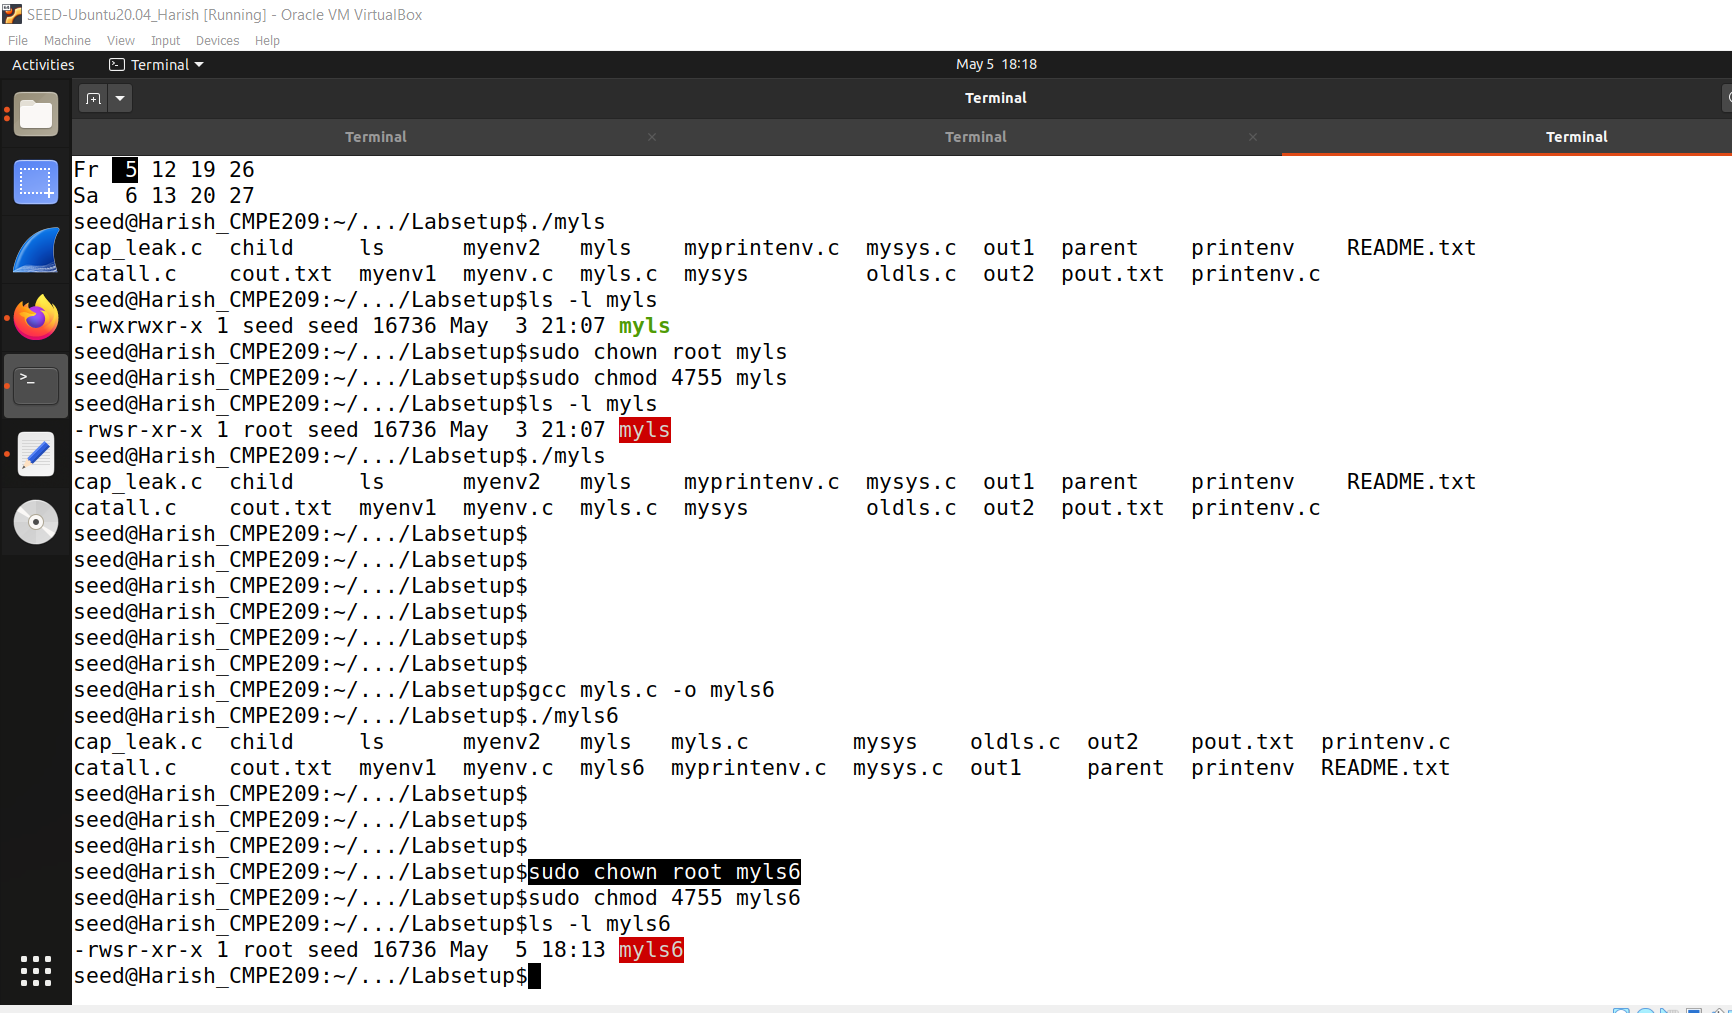 SEED-Ubuntu20.04_Harish [Running] - Oracle VM VirtualBox
File Machine View Input Devices Help
Activities Terminal May 5 18:18
Terminal
Terminal Terminal Terminal
Fr  5 12 19 26
Sa  6 13 20 27
seed@Harish_CMPE209:~/.../Labsetup$./myls
cap_leak.c  child     ls      myenv2   myls    myprintenv.c  mysys.c  out1  parent    printenv    README.txt
catall.c    cout.txt  myenv1  myenv.c  myls.c  mysys         oldls.c  out2  pout.txt  printenv.c
seed@Harish_CMPE209:~/.../Labsetup$ls -l myls
-rwxrwxr-x 1 seed seed 16736 May  3 21:07 myls
seed@Harish_CMPE209:~/.../Labsetup$sudo chown root myls
seed@Harish_CMPE209:~/.../Labsetup$sudo chmod 4755 myls
seed@Harish_CMPE209:~/.../Labsetup$ls -l myls
-rwsr-xr-x 1 root seed 16736 May  3 21:07 myls
seed@Harish_CMPE209:~/.../Labsetup$./myls
cap_leak.c  child     ls      myenv2   myls    myprintenv.c  mysys.c  out1  parent    printenv    README.txt
catall.c    cout.txt  myenv1  myenv.c  myls.c  mysys         oldls.c  out2  pout.txt  printenv.c
seed@Harish_CMPE209:~/.../Labsetup$
seed@Harish_CMPE209:~/.../Labsetup$
seed@Harish_CMPE209:~/.../Labsetup$
seed@Harish_CMPE209:~/.../Labsetup$
seed@Harish_CMPE209:~/.../Labsetup$
seed@Harish_CMPE209:~/.../Labsetup$
seed@Harish_CMPE209:~/.../Labsetup$gcc myls.c -o myls6
seed@Harish_CMPE209:~/.../Labsetup$./myls6
cap_leak.c  child     ls      myenv2   myls   myls.c        mysys    oldls.c  out2    pout.txt  printenv.c
catall.c    cout.txt  myenv1  myenv.c  myls6  myprintenv.c  mysys.c  out1     parent  printenv  README.txt
seed@Harish_CMPE209:~/.../Labsetup$
seed@Harish_CMPE209:~/.../Labsetup$
seed@Harish_CMPE209:~/.../Labsetup$
seed@Harish_CMPE209:~/.../Labsetup$sudo chown root myls6
seed@Harish_CMPE209:~/.../Labsetup$sudo chmod 4755 myls6
seed@Harish_CMPE209:~/.../Labsetup$ls -l myls6
-rwsr-xr-x 1 root seed 16736 May  5 18:13 myls6
seed@Harish_CMPE209:~/.../Labsetup$